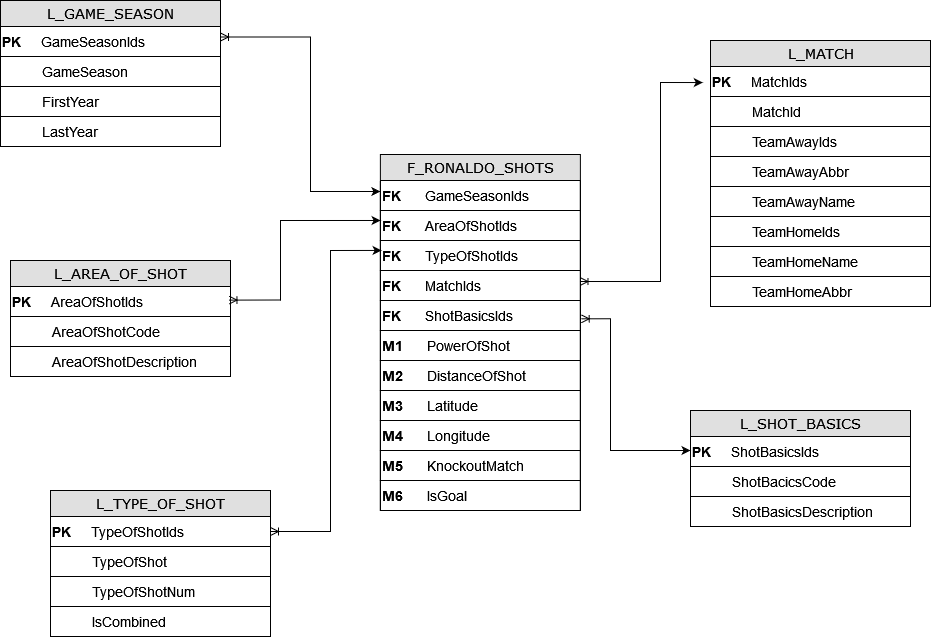 L_GAME_SEASON
PK GameSeasonIds
GameSeason
FirstYear
LastYear
L_AREA_OF_SHOT
PK AreaOfShotIds
AreaOfShotCode
AreaOfShotDescription
L_TYPE_OF_SHOT
PK TypeOfShotIds
TypeOfShot
TypeOfShotNum
IsCombined
F_RONALDO_SHOTS
FK GameSeasonIds
FK AreaOfShotIds
FK TypeOfShotIds
FK MatchIds
FK ShotBasicsIds
M1 PowerOfShot
M2 DistanceOfShot
M3 Latitude
M4 Longitude
M5 KnockoutMatch
M6 IsGoal
L_MATCH
PK MatchIds
MatchId
TeamAwayIds
TeamAwayAbbr
TeamAwayName
TeamHomeIds
TeamHomeName
TeamHomeAbbr
L_SHOT_BASICS
PK ShotBasicsIds
ShotBacicsCode
ShotBasicsDescription